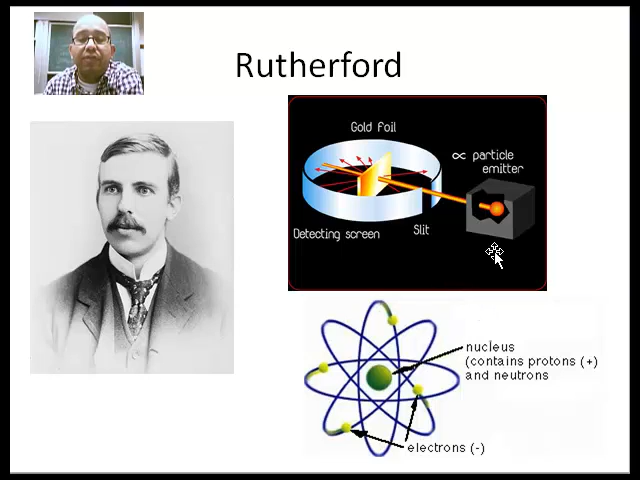 Rutherford
Gold Foil
∝ particle
emitter
Detecting screen
Slit
nucleus
(contains protons (+)
and neutrons
electrons (-)